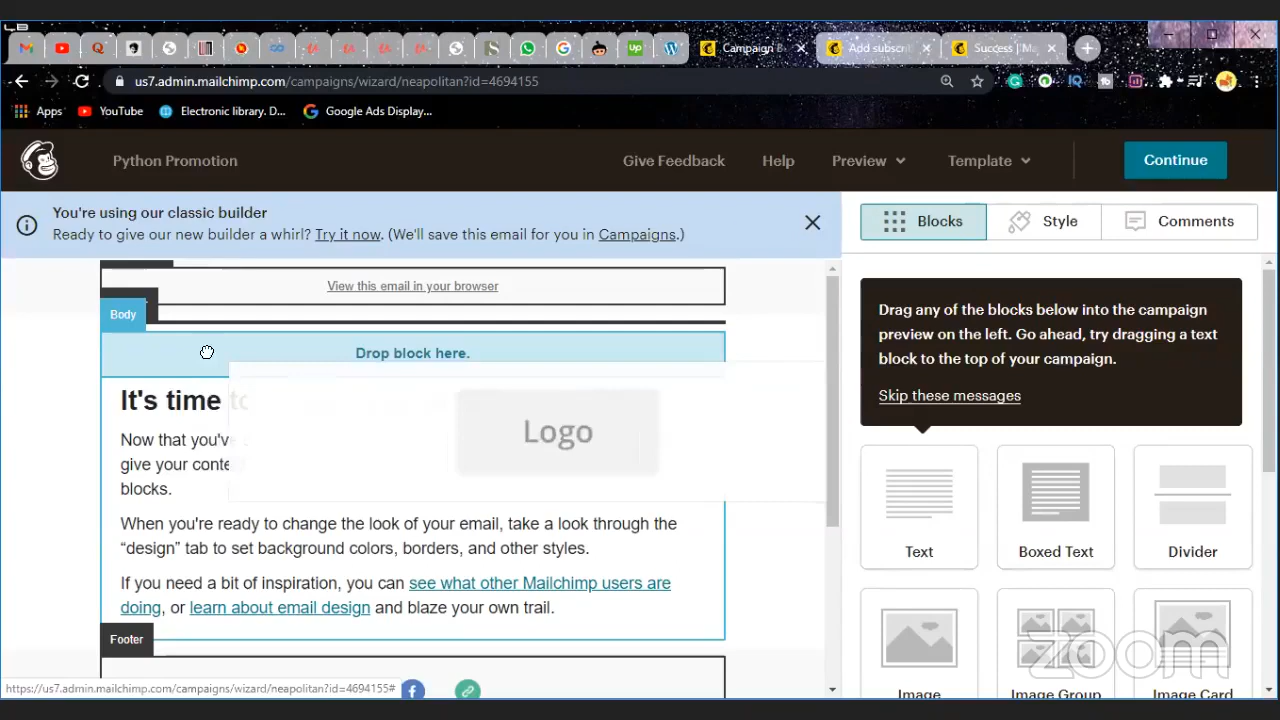 Campaign B
Add subscrib
Success | Ma
us7.admin.mailchimp.com/campaigns/wizard/neapolitan?id=4694155
Apps
YouTube
Electronic library. D...
Google Ads Display...
Python Promotion
Give Feedback
Help
Preview
Template
Continue
You're using our classic builder
Ready to give our new builder a whirl? Try it now. (We'll save this email for you in Campaigns.)
Blocks
Style
Comments
View this email in your browser
Body
Drop block here.
Logo
It's time to
Now that you've
give your conte
blocks.
When you're ready to change the look of your email, take a look through the
“design” tab to set background colors, borders, and other styles.
If you need a bit of inspiration, you can see what other Mailchimp users are
doing, or learn about email design and blaze your own trail.
Footer
Drag any of the blocks below into the campaign
preview on the left. Go ahead, try dragging a text
block to the top of your campaign.
Skip these messages
Text
Boxed Text
Divider
Image
Image Group
Image Card
zoom
https://us7.admin.mailchimp.com/campaigns/wizard/neapolitan?id=4694155#